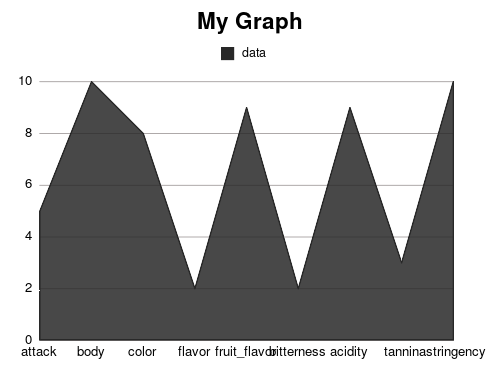 My Graph
data
10
8
6
4
2
0
attack body color flavor fruit_flavor bitterness acidity tannin astringency